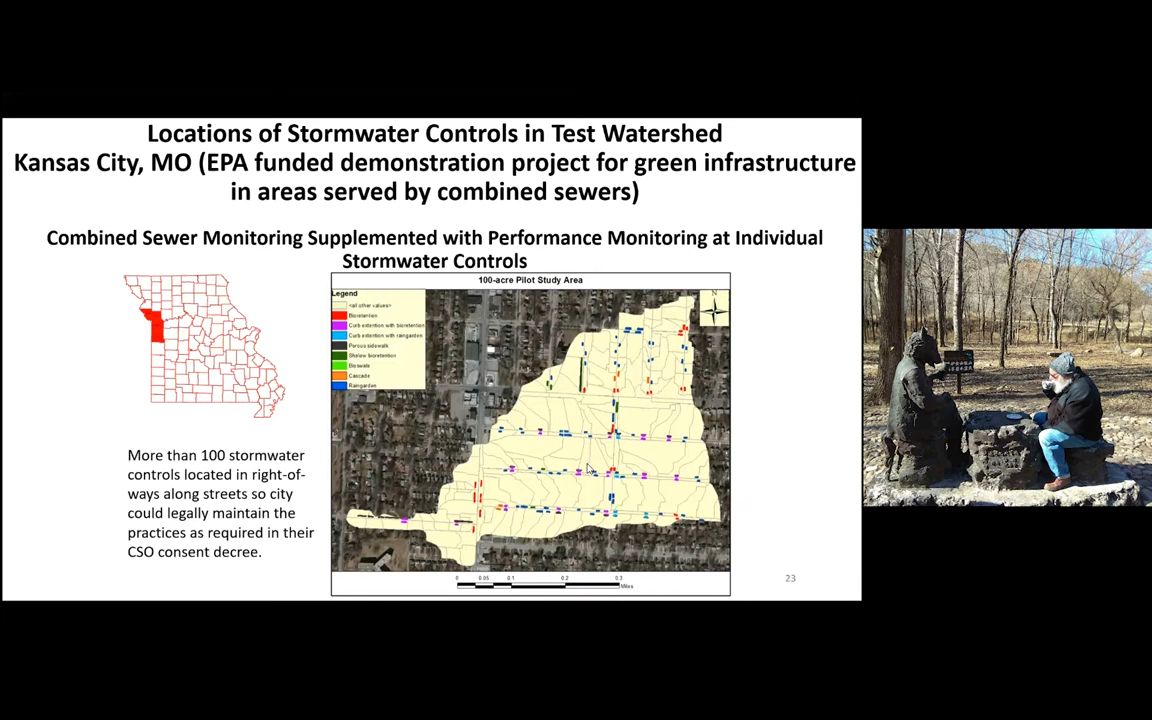 Locations of Stormwater Controls in Test Watershed
Kansas City, MO (EPA funded demonstration project for green infrastructure
in areas served by combined sewers)
Combined Sewer Monitoring Supplemented with Performance Monitoring at Individual
Stormwater Controls
100-acre Pilot Study Area
Legend
<all other values>
Bioretention
Curb extention with bioretention
Curb extention with raingarden
Porous sidewalk
Shallow bioretention
Bioswale
Cascade
Raingarden
N
More than 100 stormwater
controls located in right-of-
ways along streets so city
could legally maintain the
practices as required in their
CSO consent decree.
0 0.05 0.1 0.2 0.3
Miles
23